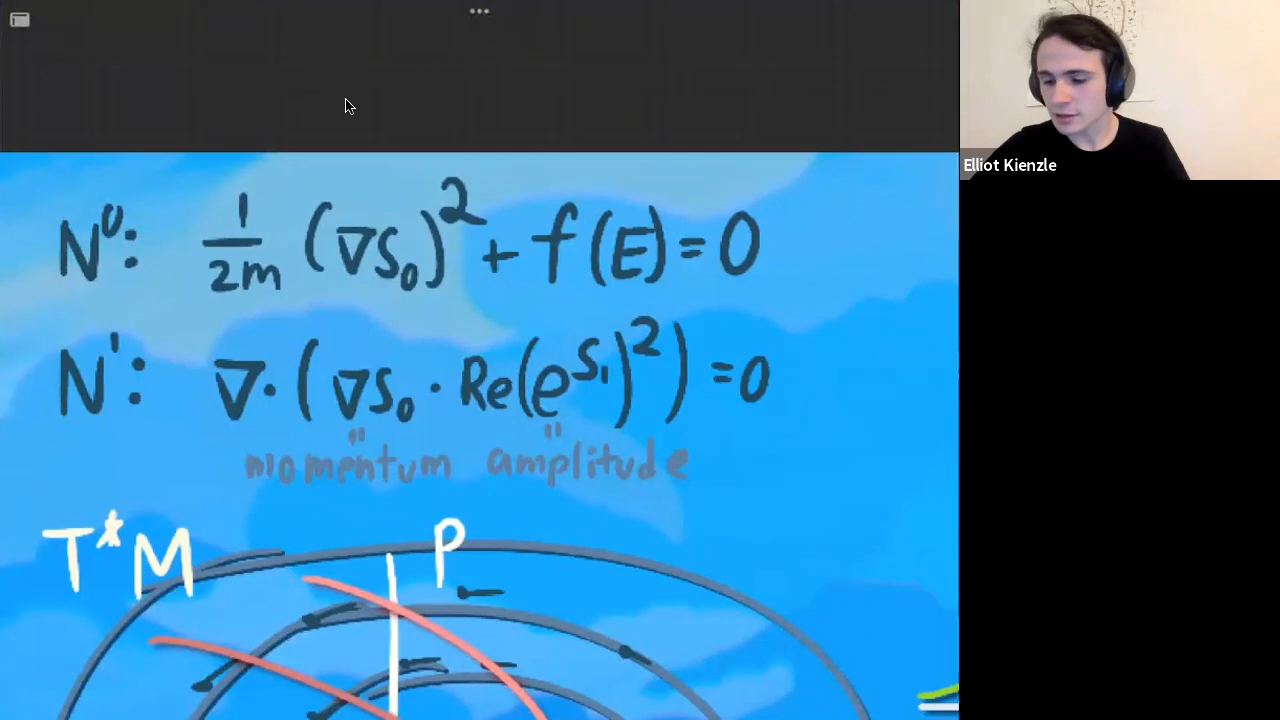 Elliot Kienzle
N⁰: 1/2m (∇S₀)² + f(E) = 0
N¹: ∇·(∇S₀ · Re(e^S₁)²) = 0
" "
momentum amplitude
T*M P